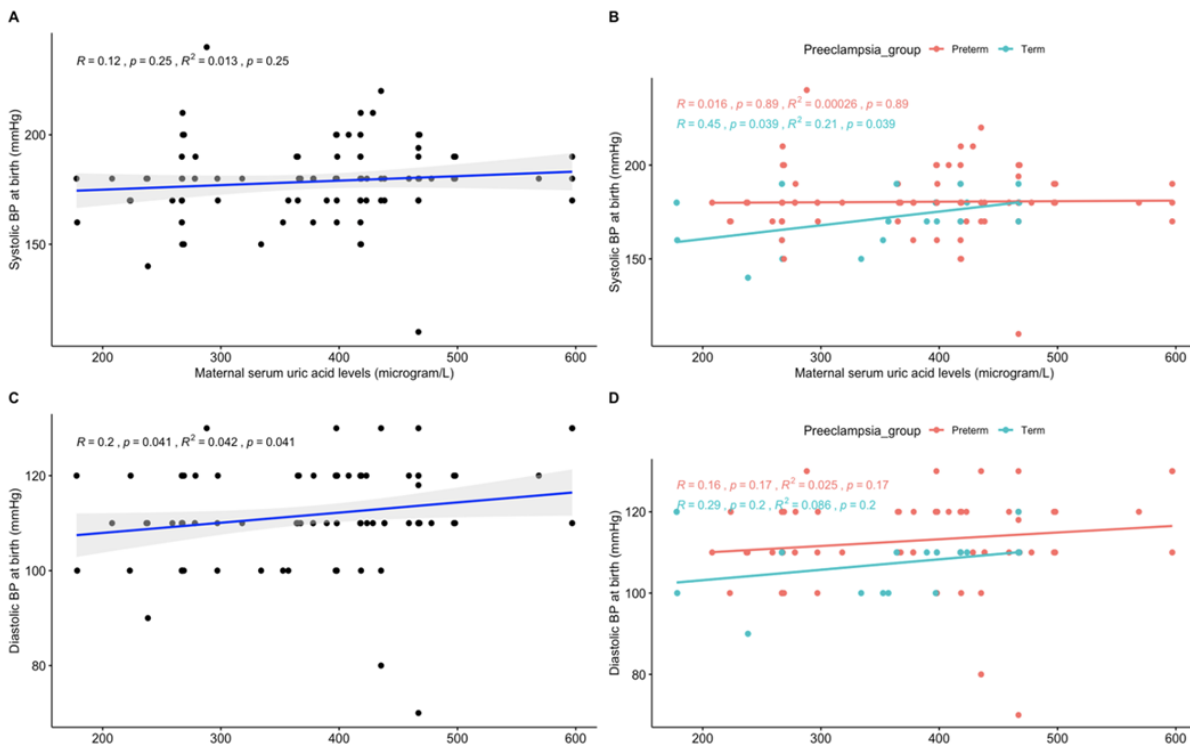 A
R = 0.12 , p = 0.25 , R² = 0.013 , p = 0.25
Systolic BP at birth (mmHg)
200
150
200 300 400 500 600
Maternal serum uric acid levels (microgram/L)
B
Preeclampsia_group Preterm Term
R = 0.016 , p = 0.89 , R² = 0.00026 , p = 0.89
R = 0.45 , p = 0.039 , R² = 0.21 , p = 0.039
Systolic BP at birth (mmHg)
200
150
200 300 400 500 600
Maternal serum uric acid levels (microgram/L)
C
R = 0.2 , p = 0.041 , R² = 0.042 , p = 0.041
Diastolic BP at birth (mmHg)
120
100
80
200 300 400 500 600
D
Preeclampsia_group Preterm Term
R = 0.16 , p = 0.17 , R² = 0.025 , p = 0.17
R = 0.29 , p = 0.2 , R² = 0.086 , p = 0.2
Diastolic BP at birth (mmHg)
120
100
80
200 300 400 500 600